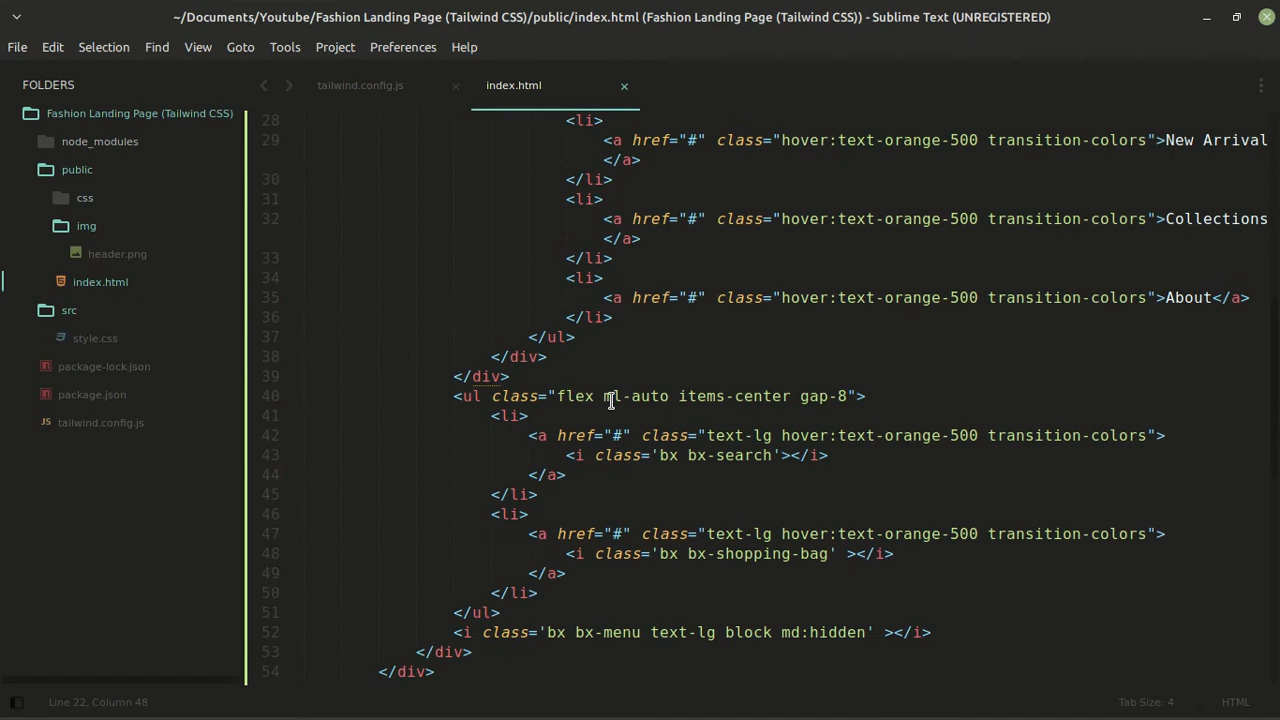 ~/Documents/Youtube/Fashion Landing Page (Tailwind CSS)/public/index.html (Fashion Landing Page (Tailwind CSS)) - Sublime Text (UNREGISTERED)
File Edit Selection Find View Goto Tools Project Preferences Help
FOLDERS
Fashion Landing Page (Tailwind CSS)
node_modules
public
css
img
header.png
index.html
src
style.css
package-lock.json
package.json
tailwind.config.js
tailwind.config.js index.html
28 <li>
29 <a href="#" class="hover:text-orange-500 transition-colors">New Arrival
</a>
30 </li>
31 <li>
32 <a href="#" class="hover:text-orange-500 transition-colors">Collections
</a>
33 </li>
34 <li>
35 <a href="#" class="hover:text-orange-500 transition-colors">About</a>
36 </li>
37 </ul>
38 </div>
39 </div>
40 <ul class="flex ml-auto items-center gap-8">
41 <li>
42 <a href="#" class="text-lg hover:text-orange-500 transition-colors">
43 <i class='bx bx-search'></i>
44 </a>
45 </li>
46 <li>
47 <a href="#" class="text-lg hover:text-orange-500 transition-colors">
48 <i class='bx bx-shopping-bag' ></i>
49 </a>
50 </li>
51 </ul>
52 <i class='bx bx-menu text-lg block md:hidden' ></i>
53 </div>
54 </div>
Line 22, Column 48 Tab Size: 4 HTML